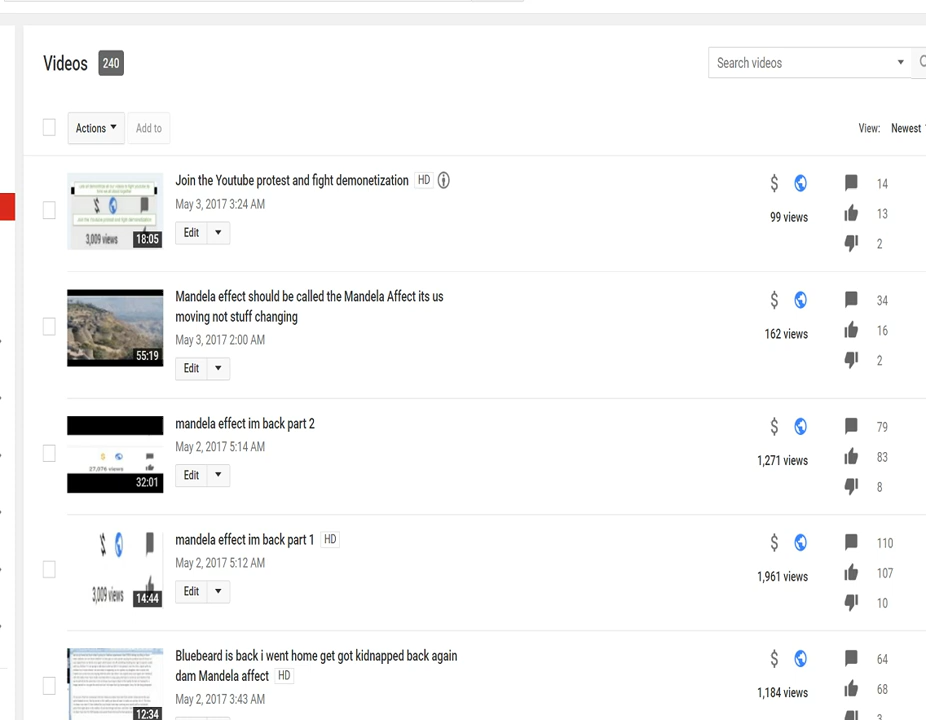 Videos 240
Search videos
Actions Add to
View: Newest
Join the Youtube protest and fight demonetization HD
May 3, 2017 3:24 AM
Edit
99 views
14
13
2
3,009 views
18:05
Mandela effect should be called the Mandela Affect its us
moving not stuff changing
May 3, 2017 2:00 AM
Edit
162 views
34
16
2
55:19
mandela effect im back part 2
May 2, 2017 5:14 AM
Edit
1,271 views
79
83
8
27,076 views
32:01
mandela effect im back part 1 HD
May 2, 2017 5:12 AM
Edit
1,961 views
110
107
10
3,009 views
14:44
Bluebeard is back i went home get got kidnapped back again
dam Mandela affect HD
May 2, 2017 3:43 AM
1,184 views
64
68
12:34